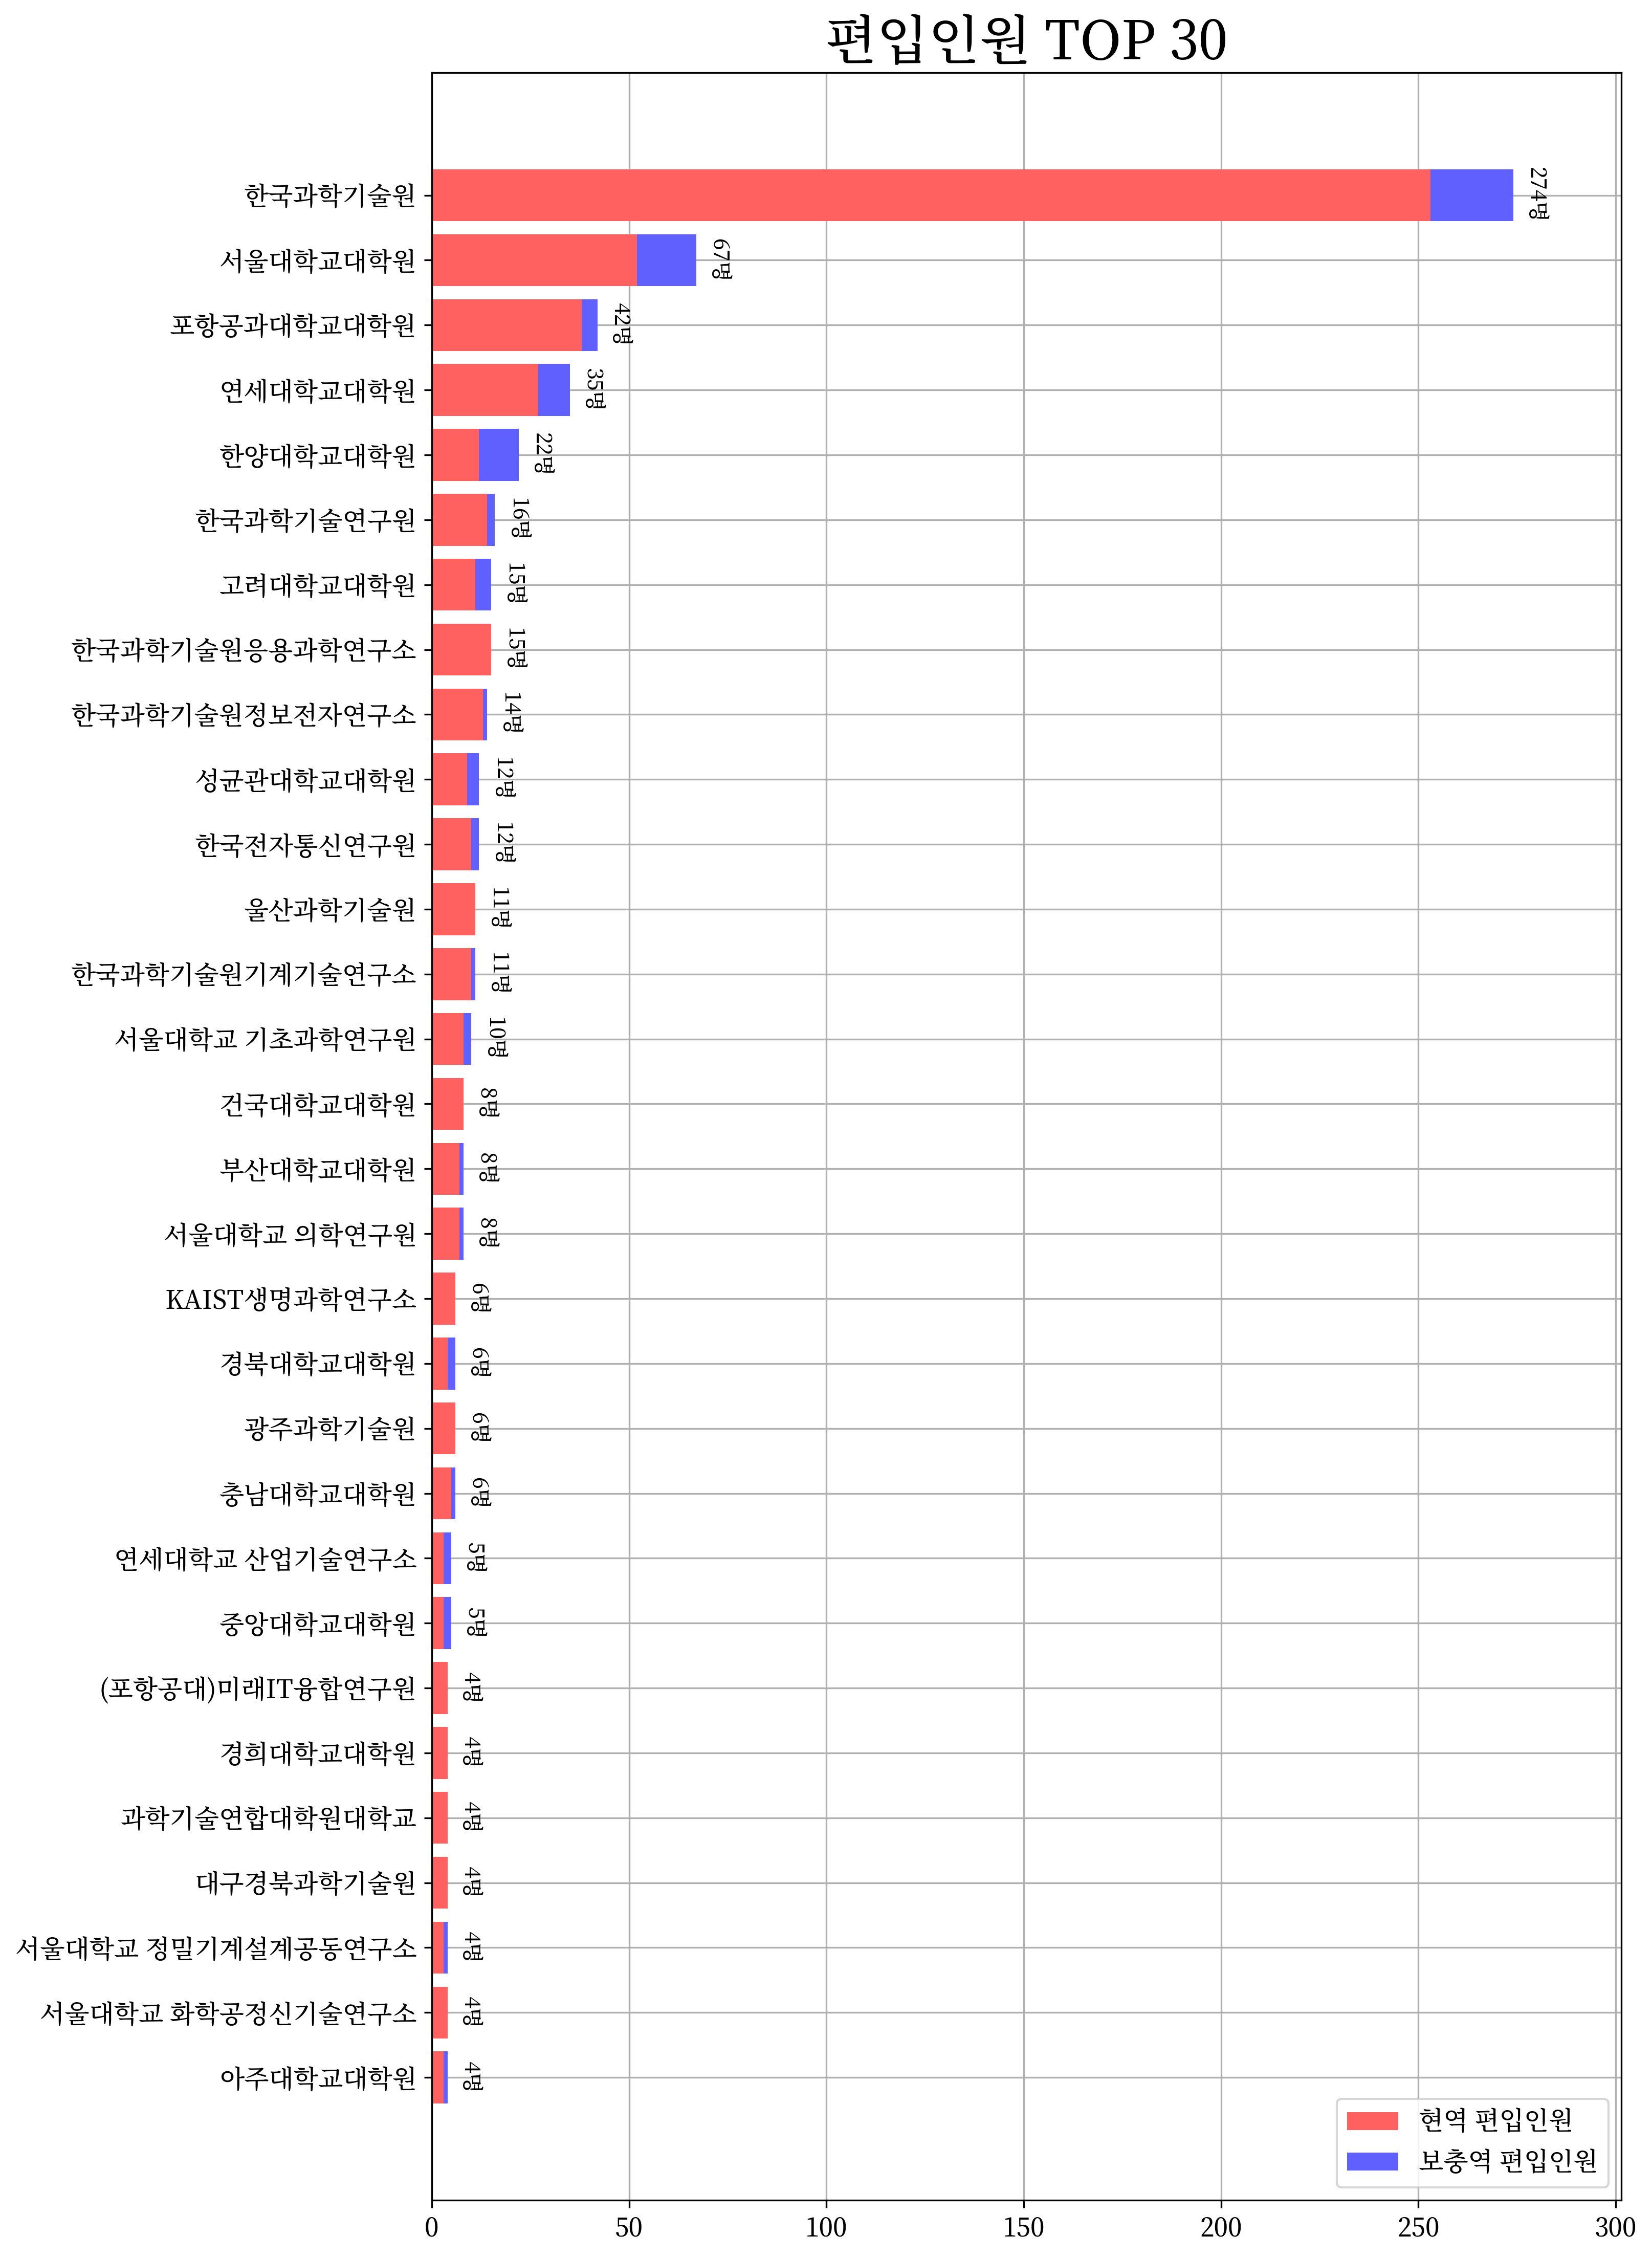 편입인원 TOP 30
한국과학기술원 274명
서울대학교대학원 67명
포항공과대학교대학원 42명
연세대학교대학원 35명
한양대학교대학원 22명
한국과학기술연구원 16명
고려대학교대학원 15명
한국과학기술원응용과학연구소 15명
한국과학기술원정보전자연구소 14명
성균관대학교대학원 12명
한국전자통신연구원 12명
울산과학기술원 11명
한국과학기술원기계기술연구소 11명
서울대학교 기초과학연구원 10명
건국대학교대학원 8명
부산대학교대학원 8명
서울대학교 의학연구원 8명
KAIST생명과학연구소 6명
경북대학교대학원 6명
광주과학기술원 6명
충남대학교대학원 6명
연세대학교 산업기술연구소 5명
중앙대학교대학원 5명
(포항공대)미래IT융합연구원 4명
경희대학교대학원 4명
과학기술연합대학원대학교 4명
대구경북과학기술원 4명
서울대학교 정밀기계설계공동연구소 4명
서울대학교 화학공정신기술연구소 4명
아주대학교대학원 4명
현역 편입인원
보충역 편입인원
0 50 100 150 200 250 300